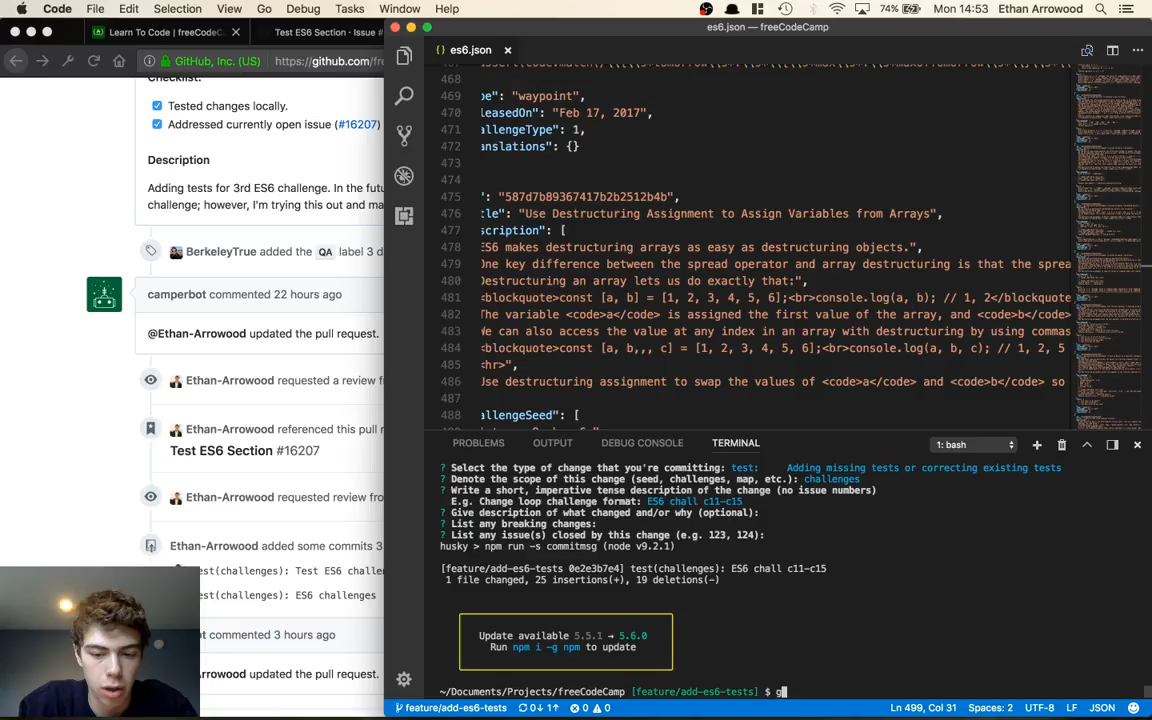 Code File Edit Selection View Go Debug Tasks Window Help 74% Mon 14:53 Ethan Arrowood
Learn To Code | freeCodeC
Test ES6 Section · Issue #
GitHub, Inc. (US) https://github.com/fre
Checklist:
Tested changes locally.
Addressed currently open issue (#16207)
Description
Adding tests for 3rd ES6 challenge. In the futu
challenge; however, I'm trying this out and ma
BerkeleyTrue added the QA label 3 d
camperbot commented 22 hours ago
@Ethan-Arrowood updated the pull request.
Ethan-Arrowood requested a review fr
Ethan-Arrowood referenced this pull r
Test ES6 Section #16207
Ethan-Arrowood requested review fro
Ethan-Arrowood added some commits 3
est(challenges): Test ES6 challe
est(challenges): ES6 challenges
ot commented 3 hours ago
rrowood updated the pull request.
es6.json — freeCodeCamp
{} es6.json
468
469 pe": "waypoint",
470 leasedOn": "Feb 17, 2017",
471 allengeType": 1,
472 anslations": {}
473
474
475 ": "587d7b89367417b2b2512b4b",
476 tle": "Use Destructuring Assignment to Assign Variables from Arrays",
477 scription": [
478 ES6 makes destructuring arrays as easy as destructuring objects.",
479 One key difference between the spread operator and array destructuring is that the sprea
480 Destructuring an array lets us do exactly that:",
481 <blockquote>const [a, b] = [1, 2, 3, 4, 5, 6];<br>console.log(a, b); // 1, 2</blockquote
482 The variable <code>a</code> is assigned the first value of the array, and <code>b</code>
483 We can also access the value at any index in an array with destructuring by using commas
484 <blockquote>const [a, b,,, c] = [1, 2, 3, 4, 5, 6];<br>console.log(a, b, c); // 1, 2, 5
485 <hr>",
486 Use destructuring assignment to swap the values of <code>a</code> and <code>b</code> so
487
488 allengeSeed": [
PROBLEMS OUTPUT DEBUG CONSOLE TERMINAL 1: bash
? Select the type of change that you're committing: test: Adding missing tests or correcting existing tests
? Denote the scope of this change (seed, challenges, map, etc.): challenges
? Write a short, imperative tense description of the change (no issue numbers)
E.g. Change loop challenge format: ES6 chall c11-c15
? Give description of what changed and/or why (optional):
? List any breaking changes:
? List any issue(s) closed by this change (e.g. 123, 124):
husky > npm run -s commitmsg (node v9.2.1)
[feature/add-es6-tests 0e2e3b7e4] test(challenges): ES6 chall c11-c15
1 file changed, 25 insertions(+), 19 deletions(-)
Update available 5.5.1 → 5.6.0
Run npm i -g npm to update
~/Documents/Projects/freeCodeCamp [feature/add-es6-tests] $ g
feature/add-es6-tests 0↓ 1↑ 0 0 Ln 499, Col 31 Spaces: 2 UTF-8 LF JSON